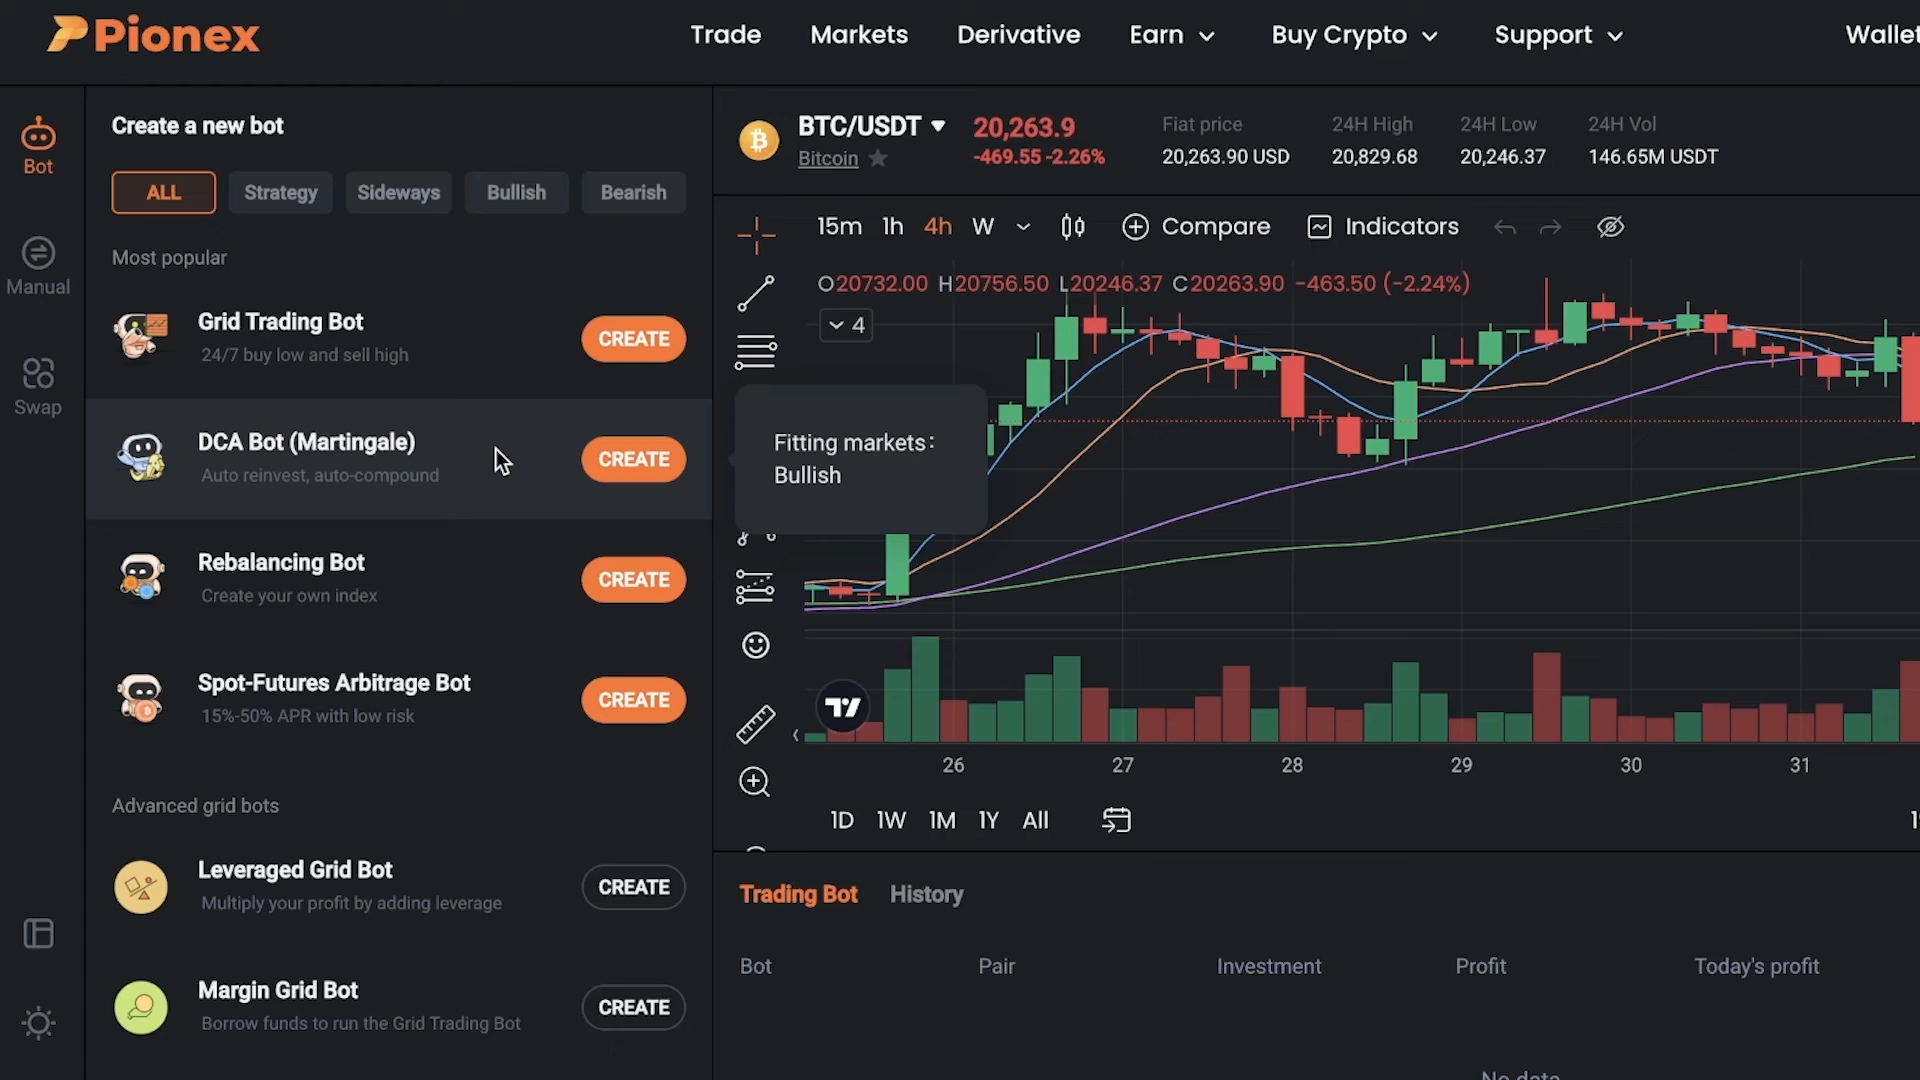 Pionex
Trade Markets Derivative Earn Buy Crypto Support Wallet
Bot
Manual
Swap
Create a new bot
ALL Strategy Sideways Bullish Bearish
Most popular
Grid Trading Bot
24/7 buy low and sell high
CREATE
DCA Bot (Martingale)
Auto reinvest, auto-compound
CREATE
Rebalancing Bot
Create your own index
CREATE
Spot-Futures Arbitrage Bot
15%-50% APR with low risk
CREATE
Advanced grid bots
Leveraged Grid Bot
Multiply your profit by adding leverage
CREATE
Margin Grid Bot
Borrow funds to run the Grid Trading Bot
CREATE
BTC/USDT
Bitcoin
20,263.9
-469.55 -2.26%
Fiat price
20,263.90 USD
24H High
20,829.68
24H Low
20,246.37
24H Vol
146.65M USDT
15m 1h 4h W Compare Indicators
O20732.00 H20756.50 L20246.37 C20263.90 −463.50 (−2.24%)
4
Fitting markets:
Bullish
26 27 28 29 30 31
1D 1W 1M 1Y All
Trading Bot History
Bot Pair Investment Profit Today's profit
No data